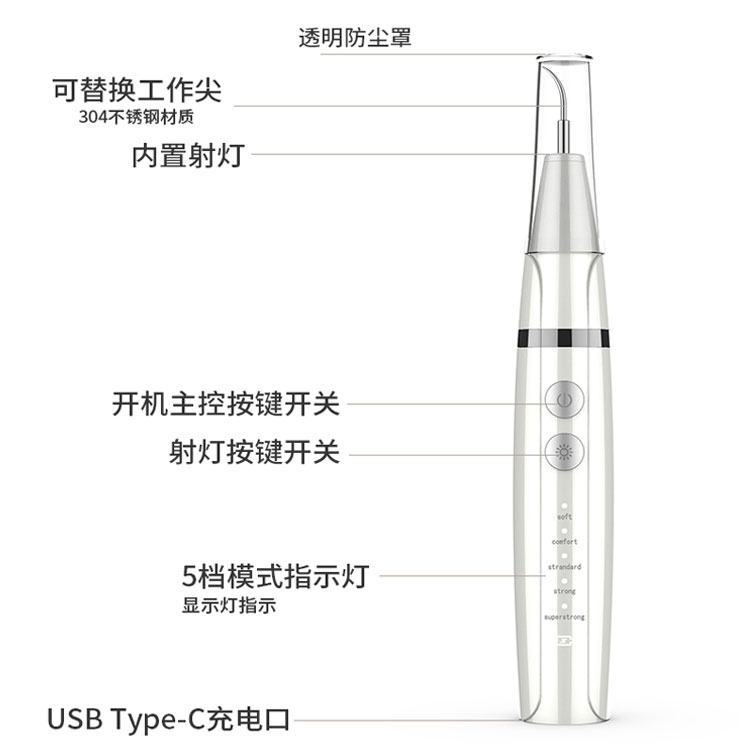 透明防尘罩
可替换工作尖
304不锈钢材质
内置射灯
开机主控按键开关
射灯按键开关
soft
comfort
strandard
strong
superstrong
5档模式指示灯
显示灯指示
USB Type-C充电口